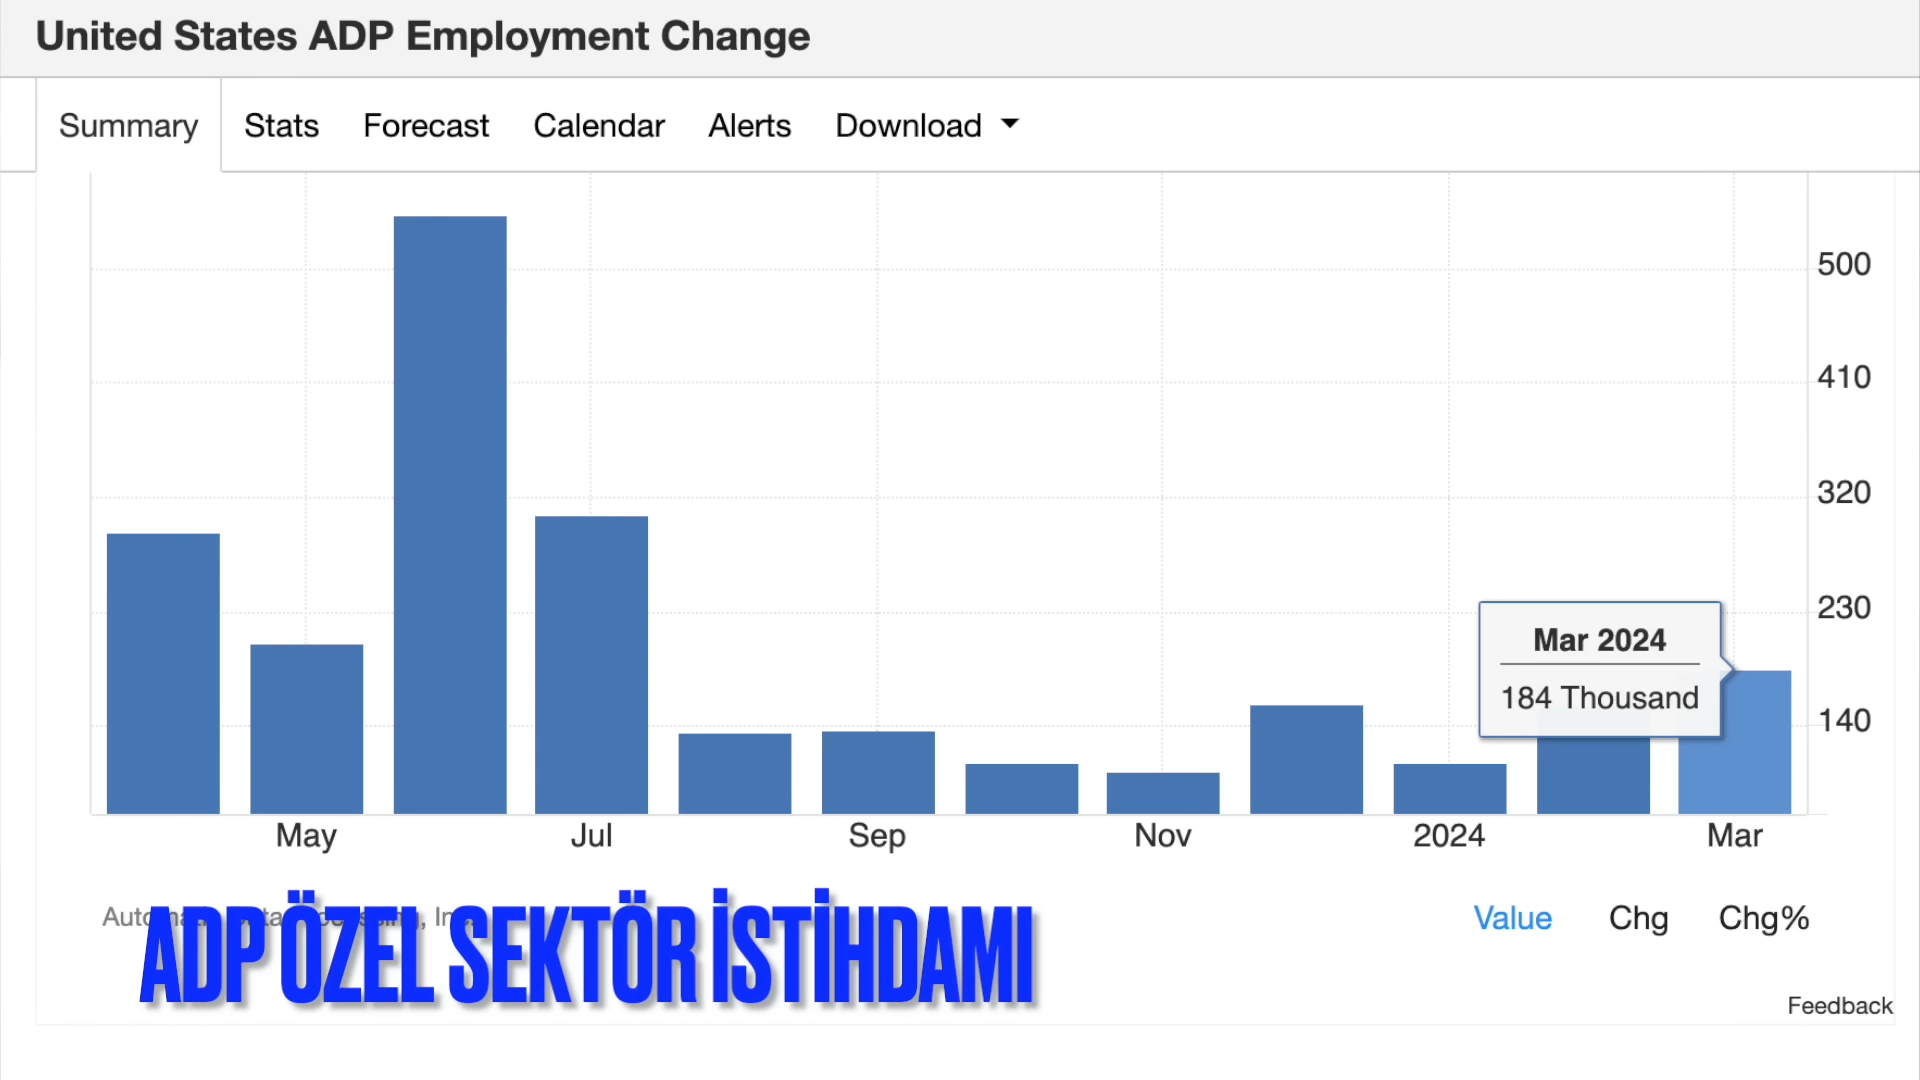 United States ADP Employment Change
Summary Stats Forecast Calendar Alerts Download
500
410
320
230
140
Mar 2024
184 Thousand
May Jul Sep Nov 2024 Mar
Value Chg Chg%
ADP ÖZEL SEKTÖR İSTİHDAMI
Feedback